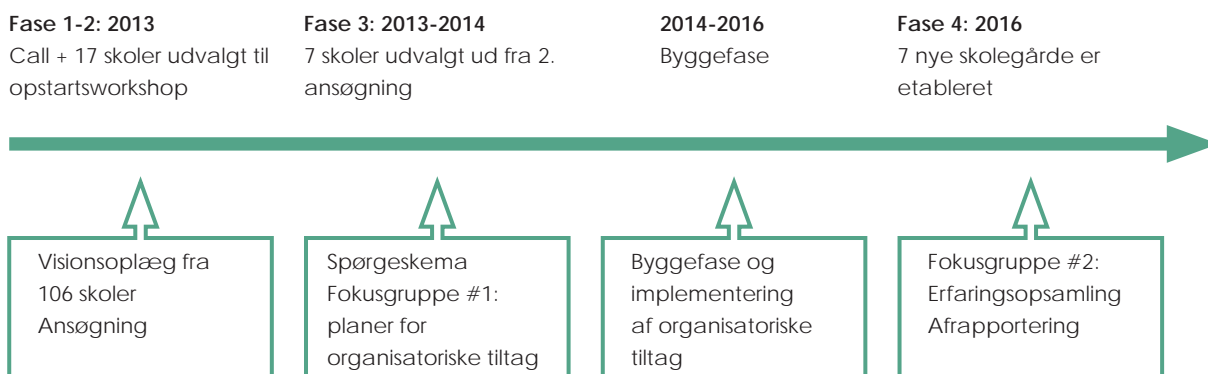 Fase 1-2: 2013
Call + 17 skoler udvalgt til
opstartsworkshop
Fase 3: 2013-2014
7 skoler udvalgt ud fra 2.
ansøgning
2014-2016
Byggefase
Fase 4: 2016
7 nye skolegårde er
etableret
Visionsoplæg fra
106 skoler
Ansøgning
Spørgeskema
Fokusgruppe #1:
planer for
organisatoriske tiltag
Byggefase og
implementering
af organisatoriske
tiltag
Fokusgruppe #2:
Erfaringsopsamling
Afrapportering